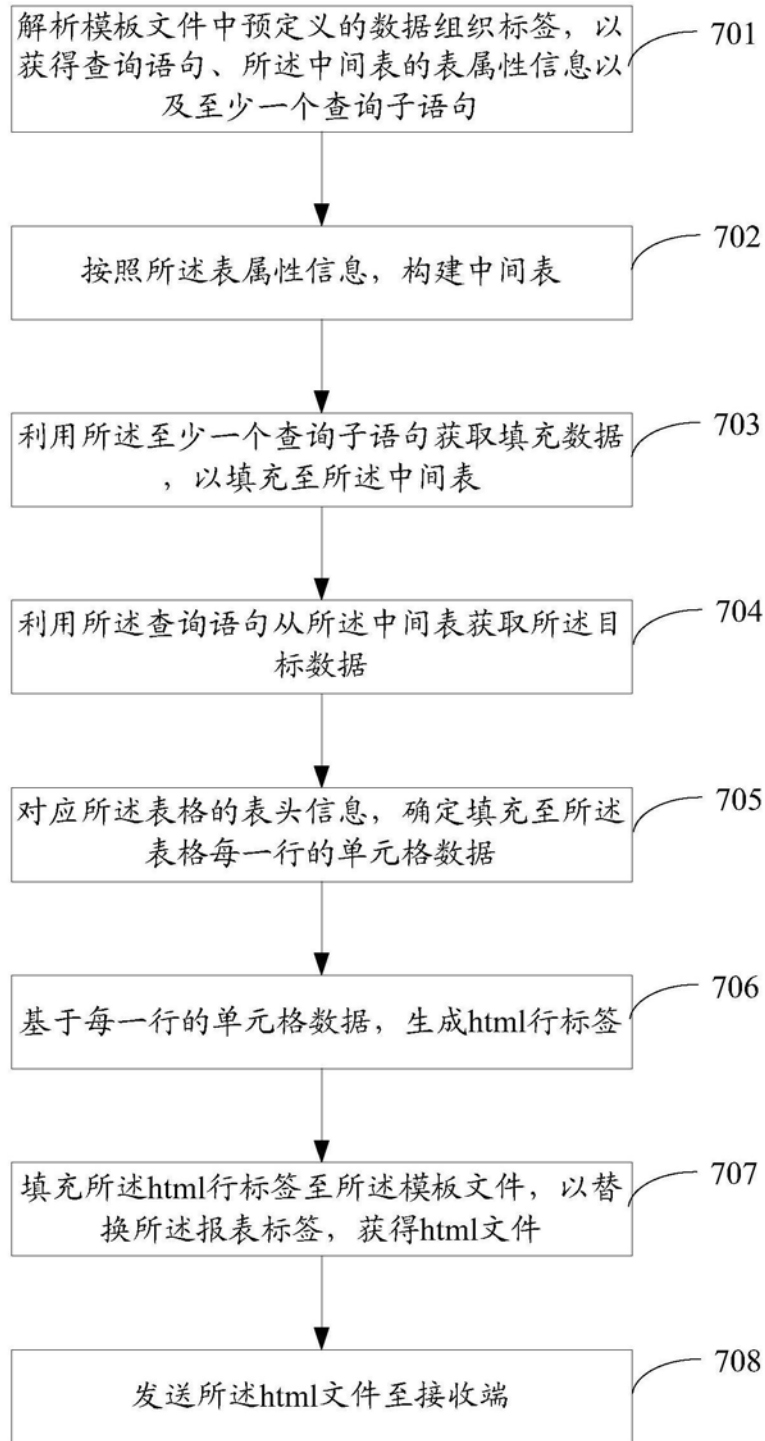 解析模板文件中预定义的数据组织标签，以
获得查询语句、所述中间表的表属性信息以
及至少一个查询子语句
701
按照所述表属性信息，构建中间表
702
利用所述至少一个查询子语句获取填充数据
，以填充至所述中间表
703
利用所述查询语句从所述中间表获取所述目
标数据
704
对应所述表格的表头信息，确定填充至所述
表格每一行的单元格数据
705
基于每一行的单元格数据，生成html行标签
706
填充所述html行标签至所述模板文件，以替
换所述报表标签，获得html文件
707
发送所述html文件至接收端
708